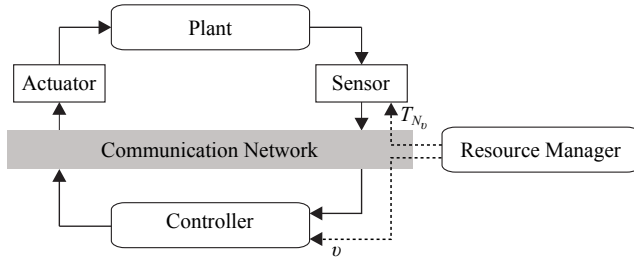 Plant
Actuator
Sensor
T_{N_υ}
Communication Network
Resource Manager
Controller
υ